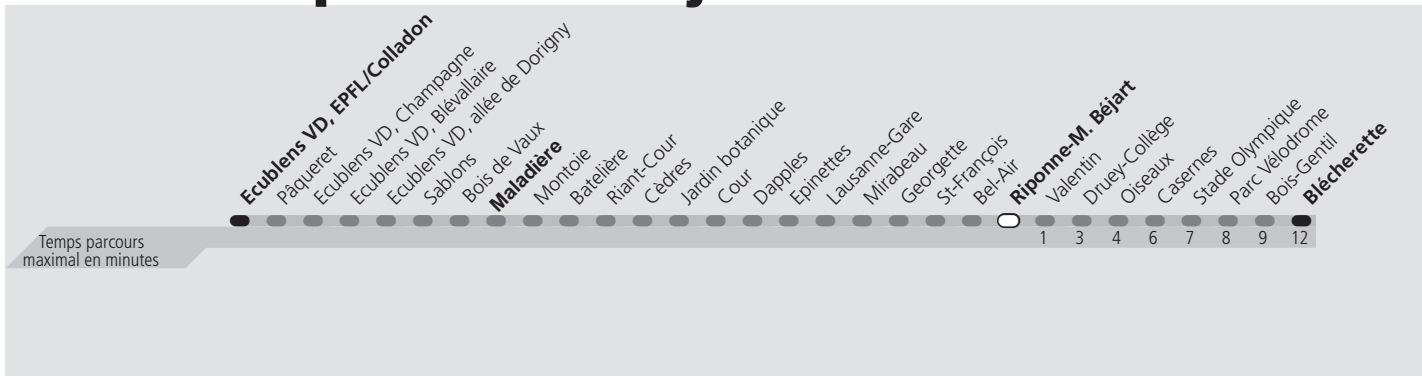 Ecublens VD, EPFL/Colladon
Pâqueret
Ecublens VD, Champagne
Ecublens VD, Blévallaire
Ecublens VD, allée de Dorigny
Sablons
Bois de Vaux
Maladière
Montoie
Batelière
Riant-Cour
Cèdres
Jardin botanique
Cour
Dapples
Epinettes
Lausanne-Gare
Mirabeau
Georgette
St-François
Bel-Air
Riponne-M. Béjart
Valentin
Druey-Collège
Oiseaux
Casernes
Stade Olympique
Parc Vélodrome
Bois-Gentil
Blécherette
Temps parcours
maximal en minutes
1 3 4 6 7 8 9 12